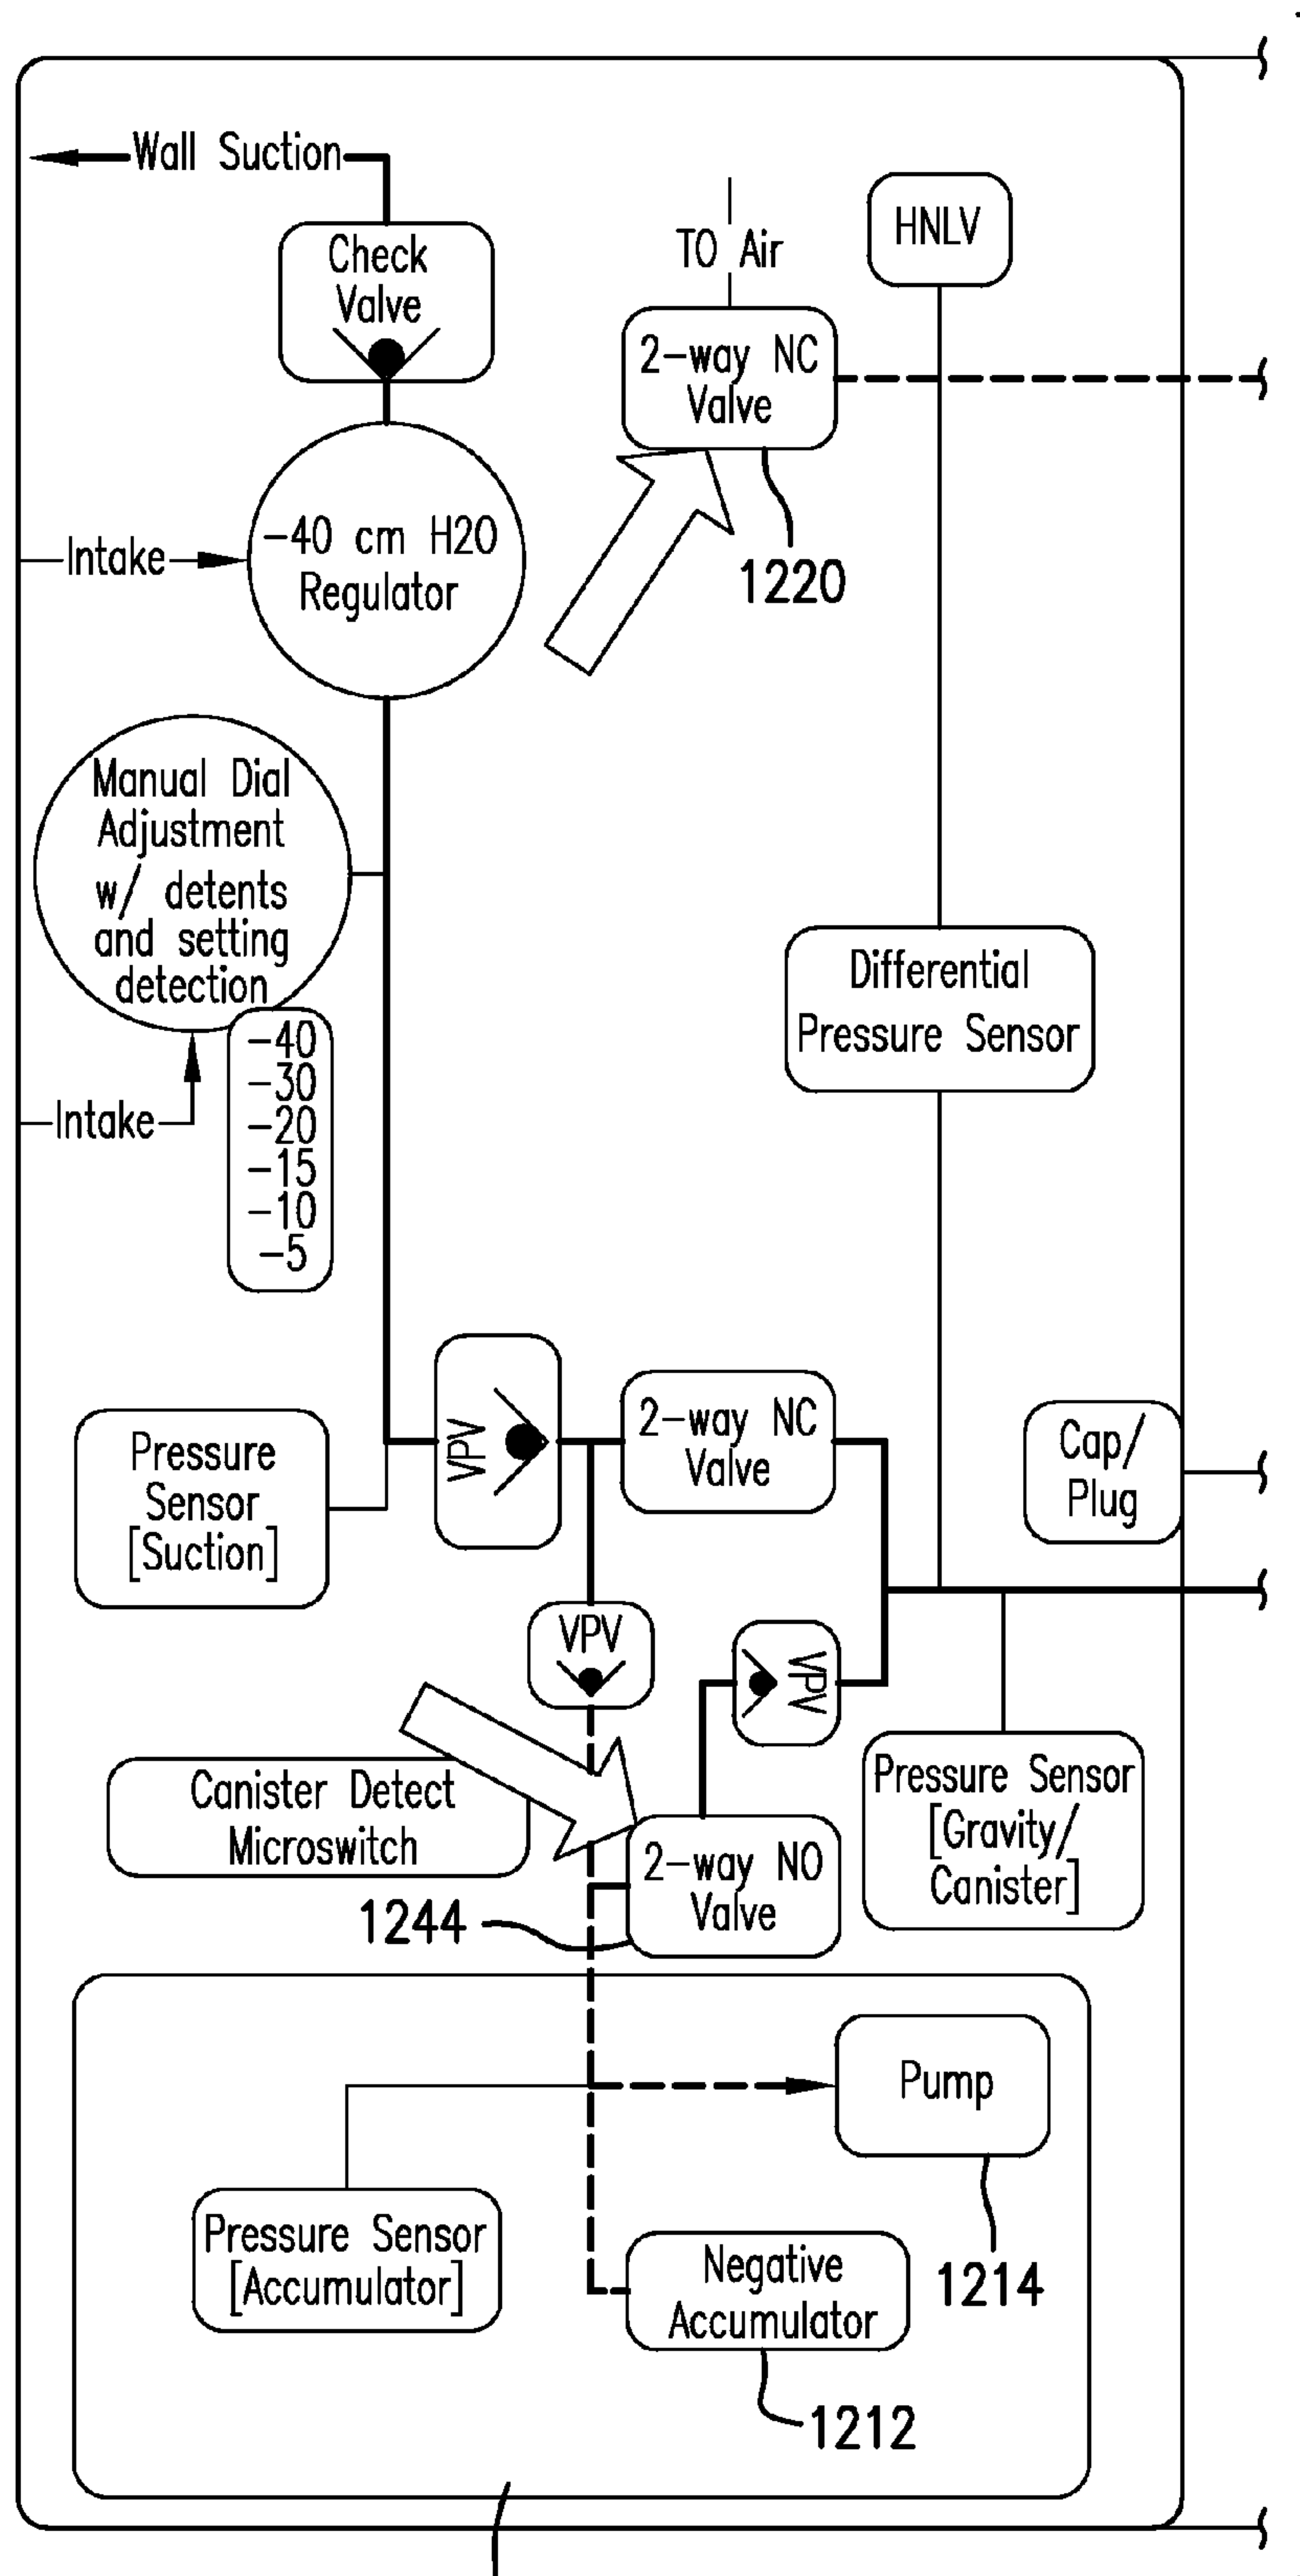 Wall Suction
Check
Valve
TO Air
HNLV
2-way NC
Valve
1220
Intake
-40 cm H20
Regulator
Manual Dial
Adjustment
w/ detents
and setting
detection
-40
-30
-20
-15
-10
-5
Intake
Differential
Pressure Sensor
Pressure
Sensor
[Suction]
VPV
2-way NC
Valve
Cap/
Plug
VPV
VPV
Canister Detect
Microswitch
2-way NO
Valve
1244
Pressure Sensor
[Gravity/
Canister]
Pump
1214
Pressure Sensor
[Accumulator]
Negative
Accumulator
1212